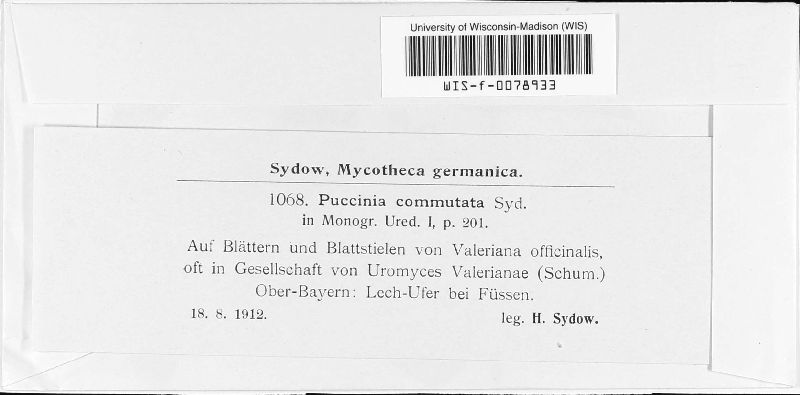 University of Wisconsin-Madison (WIS)
WIS-f-0078933
Sydow, Mycotheca germanica.
1068. Puccinia commutata Syd.
in Monogr. Ured. I, p. 201.
Auf Blättern und Blattstielen von Valeriana officinalis,
oft in Gesellschaft von Uromyces Valerianae (Schum.)
Ober-Bayern: Lech-Ufer bei Füssen.
18. 8. 1912.
leg. H. Sydow.